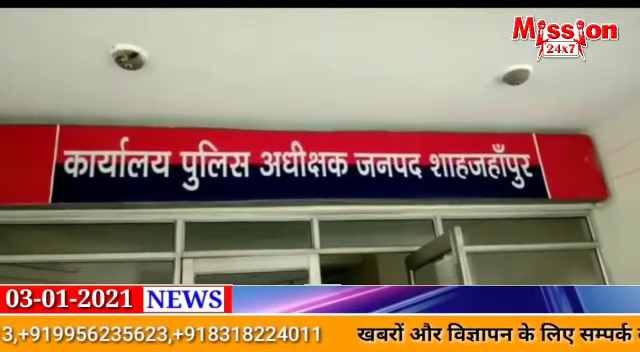 Mission
24x7
कार्यालय पुलिस अधीक्षक जनपद शाहजहाँपुर
03-01-2021 NEWS
3,+919956235623,+918318224011 खबरों और विज्ञापन के लिए सम्पर्क